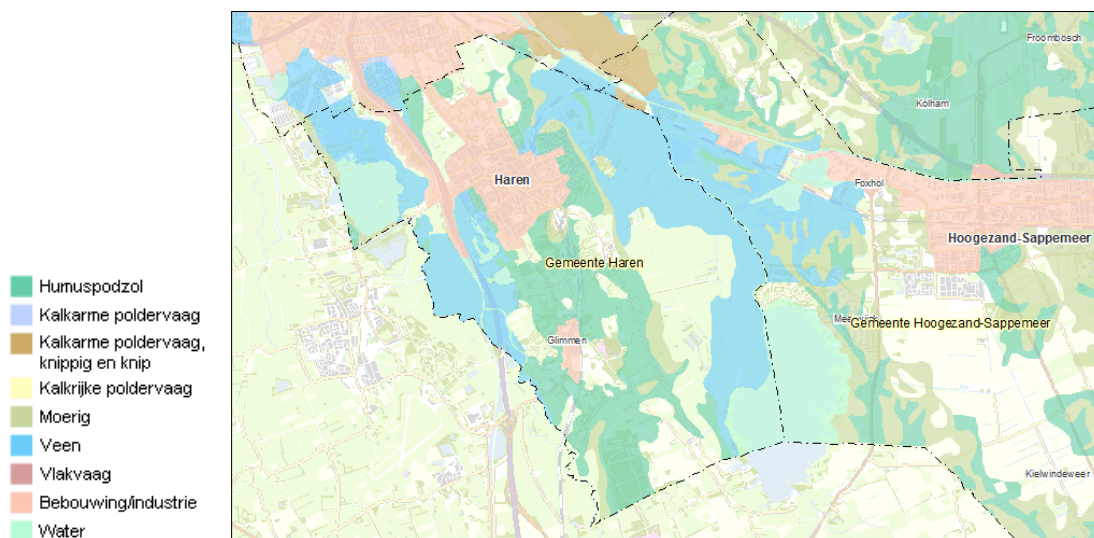 Humuspodzol
Kalkarme poldervaag
Kalkarme poldervaag,
knippig en knip
Kalkrijke poldervaag
Moerig
Veen
Vlakvaag
Bebouwing/industrie
Water
Froombosch
Kolham
Haren
Foxhol
Hoogezand-Sappemeer
Gemeente Haren
Gemeente Hoogezand-Sappemeer
Glimmen
Kielwindeweer